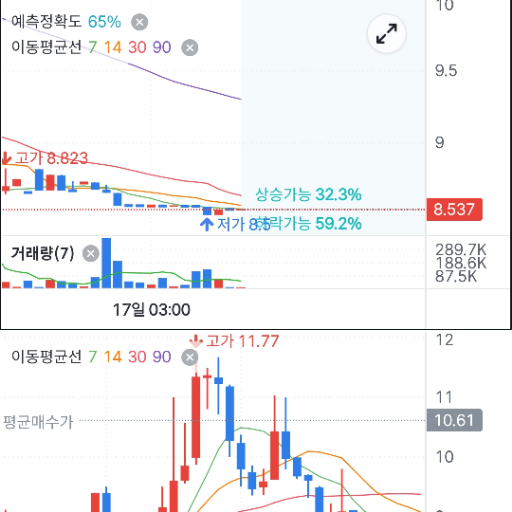 10
예측정확도 65%
이동평균선 7 14 30 90
9.5
9
고가 8.823
상승가능 32.3%
8.537
저가 8.5
하락가능 59.2%
거래량(7)
289.7K
188.6K
87.5K
17일 03:00
고가 11.77
12
이동평균선 7 14 30 90
11
평균매수가
10.61
10